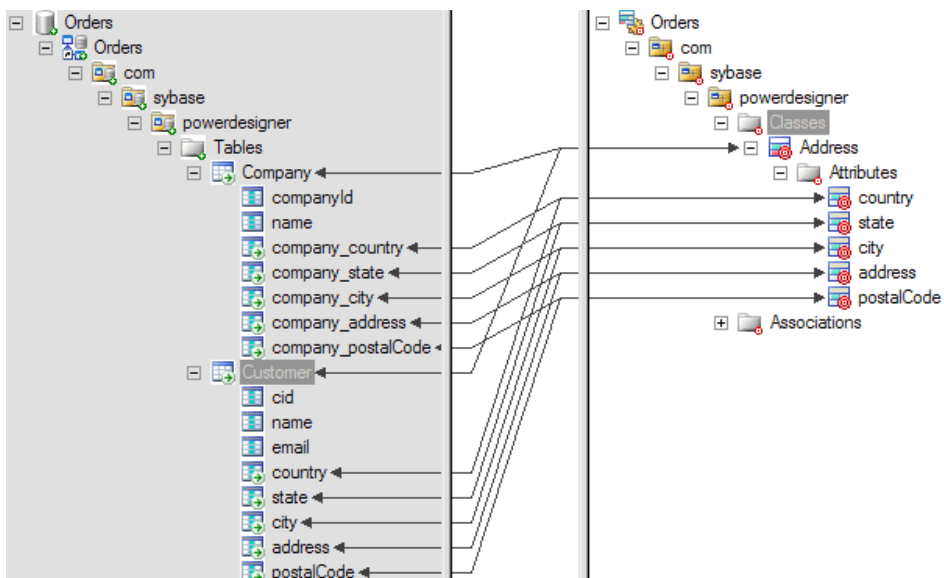 Orders
Orders
com
sybase
powerdesigner
Tables
Company
companyId
name
company_country
company_state
company_city
company_address
company_postalCode
Customer
cid
name
email
country
state
city
address
postalCode
Orders
com
sybase
powerdesigner
Classes
Address
Attributes
country
state
city
address
postalCode
Associations